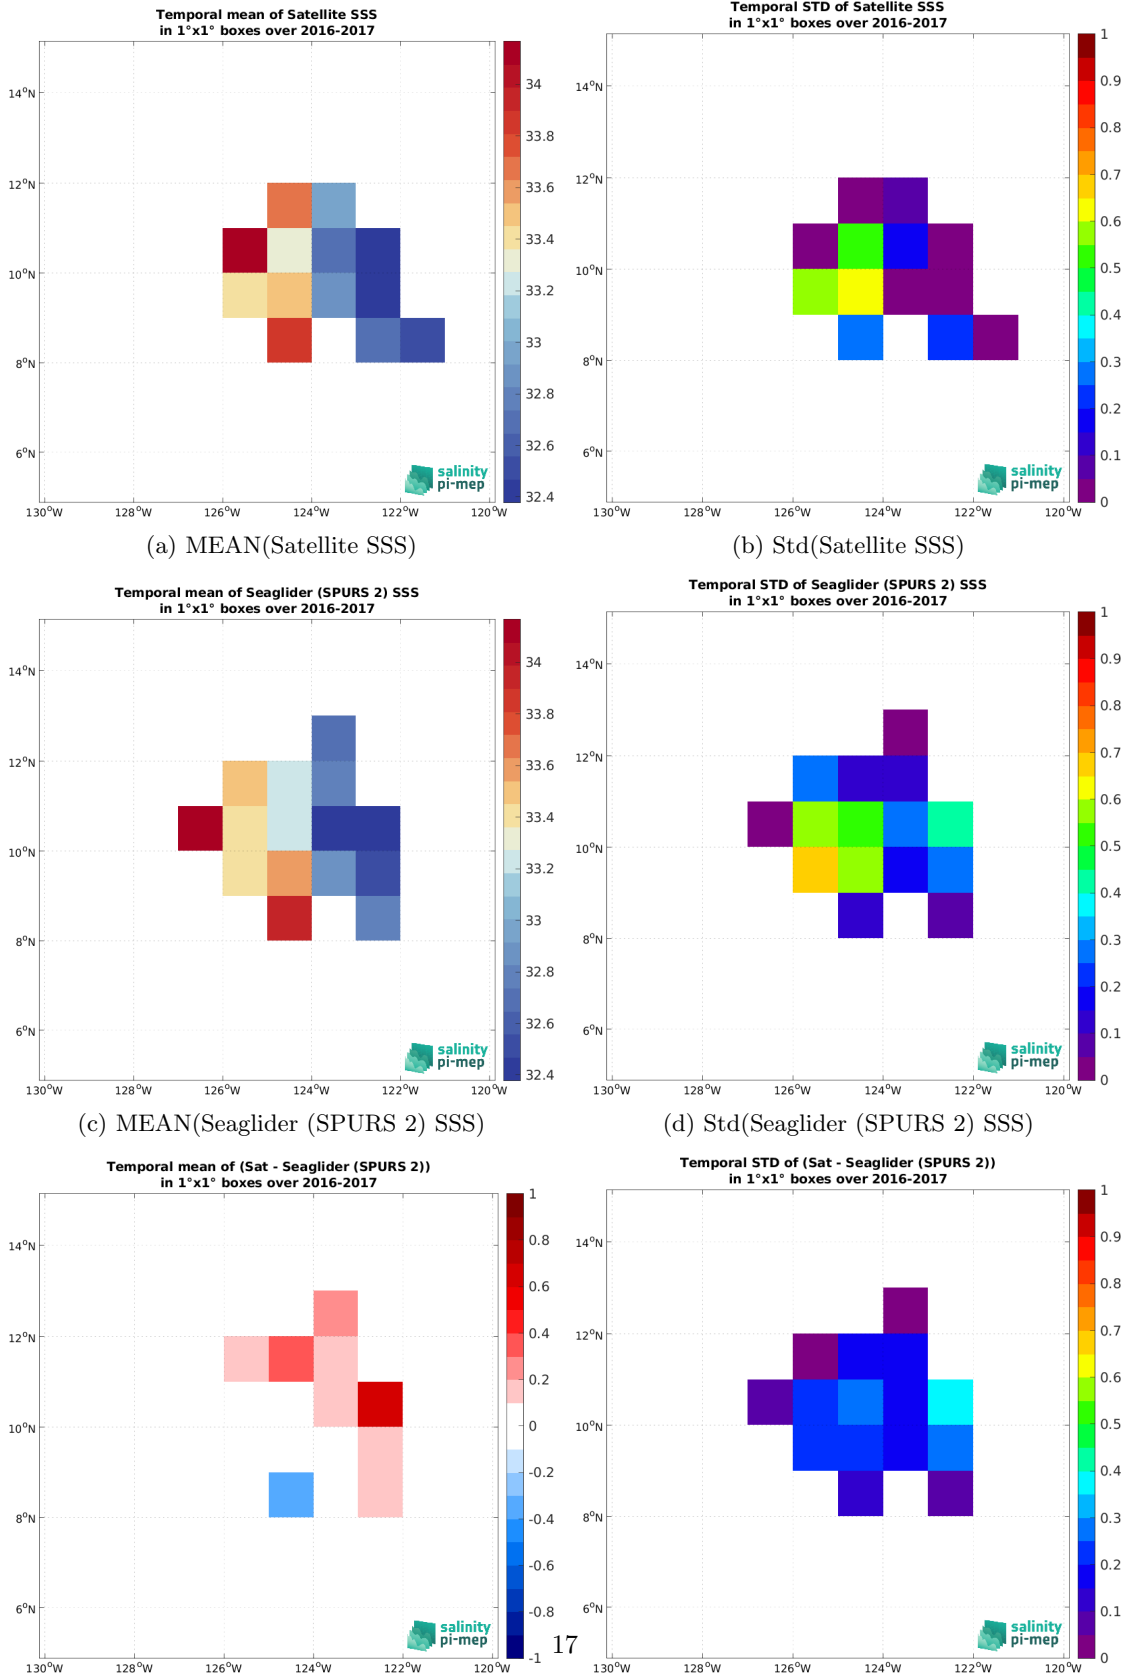 Temporal mean of Satellite SSS
in 1°x1° boxes over 2016-2017
14°N
12°N
10°N
8°N
6°N
130°W 128°W 126°W 124°W 122°W 120°W
34
33.8
33.6
33.4
33.2
33
32.8
32.6
32.4
salinity
pi-mep
(a) MEAN(Satellite SSS)
Temporal STD of Satellite SSS
in 1°x1° boxes over 2016-2017
14°N
12°N
10°N
8°N
6°N
130°W 128°W 126°W 124°W 122°W 120°W
1
0.9
0.8
0.7
0.6
0.5
0.4
0.3
0.2
0.1
0
salinity
pi-mep
(b) Std(Satellite SSS)
Temporal mean of Seaglider (SPURS 2) SSS
in 1°x1° boxes over 2016-2017
14°N
12°N
10°N
8°N
6°N
130°W 128°W 126°W 124°W 122°W 120°W
34
33.8
33.6
33.4
33.2
33
32.8
32.6
32.4
salinity
pi-mep
(c) MEAN(Seaglider (SPURS 2) SSS)
Temporal STD of Seaglider (SPURS 2) SSS
in 1°x1° boxes over 2016-2017
14°N
12°N
10°N
8°N
6°N
130°W 128°W 126°W 124°W 122°W 120°W
1
0.9
0.8
0.7
0.6
0.5
0.4
0.3
0.2
0.1
0
salinity
pi-mep
(d) Std(Seaglider (SPURS 2) SSS)
Temporal mean of (Sat - Seaglider (SPURS 2))
in 1°x1° boxes over 2016-2017
14°N
12°N
10°N
8°N
6°N
130°W 128°W 126°W 124°W 122°W 120°W
1
0.8
0.6
0.4
0.2
0
-0.2
-0.4
-0.6
-0.8
-1
salinity
pi-mep
Temporal STD of (Sat - Seaglider (SPURS 2))
in 1°x1° boxes over 2016-2017
14°N
12°N
10°N
8°N
6°N
130°W 128°W 126°W 124°W 122°W 120°W
1
0.9
0.8
0.7
0.6
0.5
0.4
0.3
0.2
0.1
0
salinity
pi-mep
17